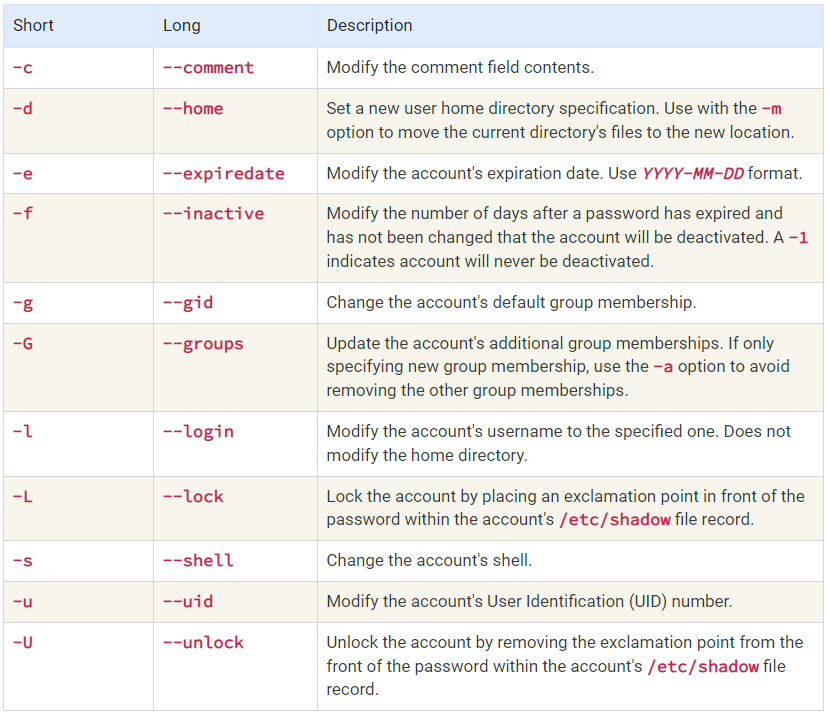 Short Long Description
-c --comment Modify the comment field contents.
-d --home Set a new user home directory specification. Use with the -m
option to move the current directory's files to the new location.
-e --expiredate Modify the account's expiration date. Use YYYY-MM-DD format.
-f --inactive Modify the number of days after a password has expired and
has not been changed that the account will be deactivated. A -1
indicates account will never be deactivated.
-g --gid Change the account's default group membership.
-G --groups Update the account's additional group memberships. If only
specifying new group membership, use the -a option to avoid
removing the other group memberships.
-l --login Modify the account's username to the specified one. Does not
modify the home directory.
-L --lock Lock the account by placing an exclamation point in front of the
password within the account's /etc/shadow file record.
-s --shell Change the account's shell.
-u --uid Modify the account's User Identification (UID) number.
-U --unlock Unlock the account by removing the exclamation point from the
front of the password within the account's /etc/shadow file
record.